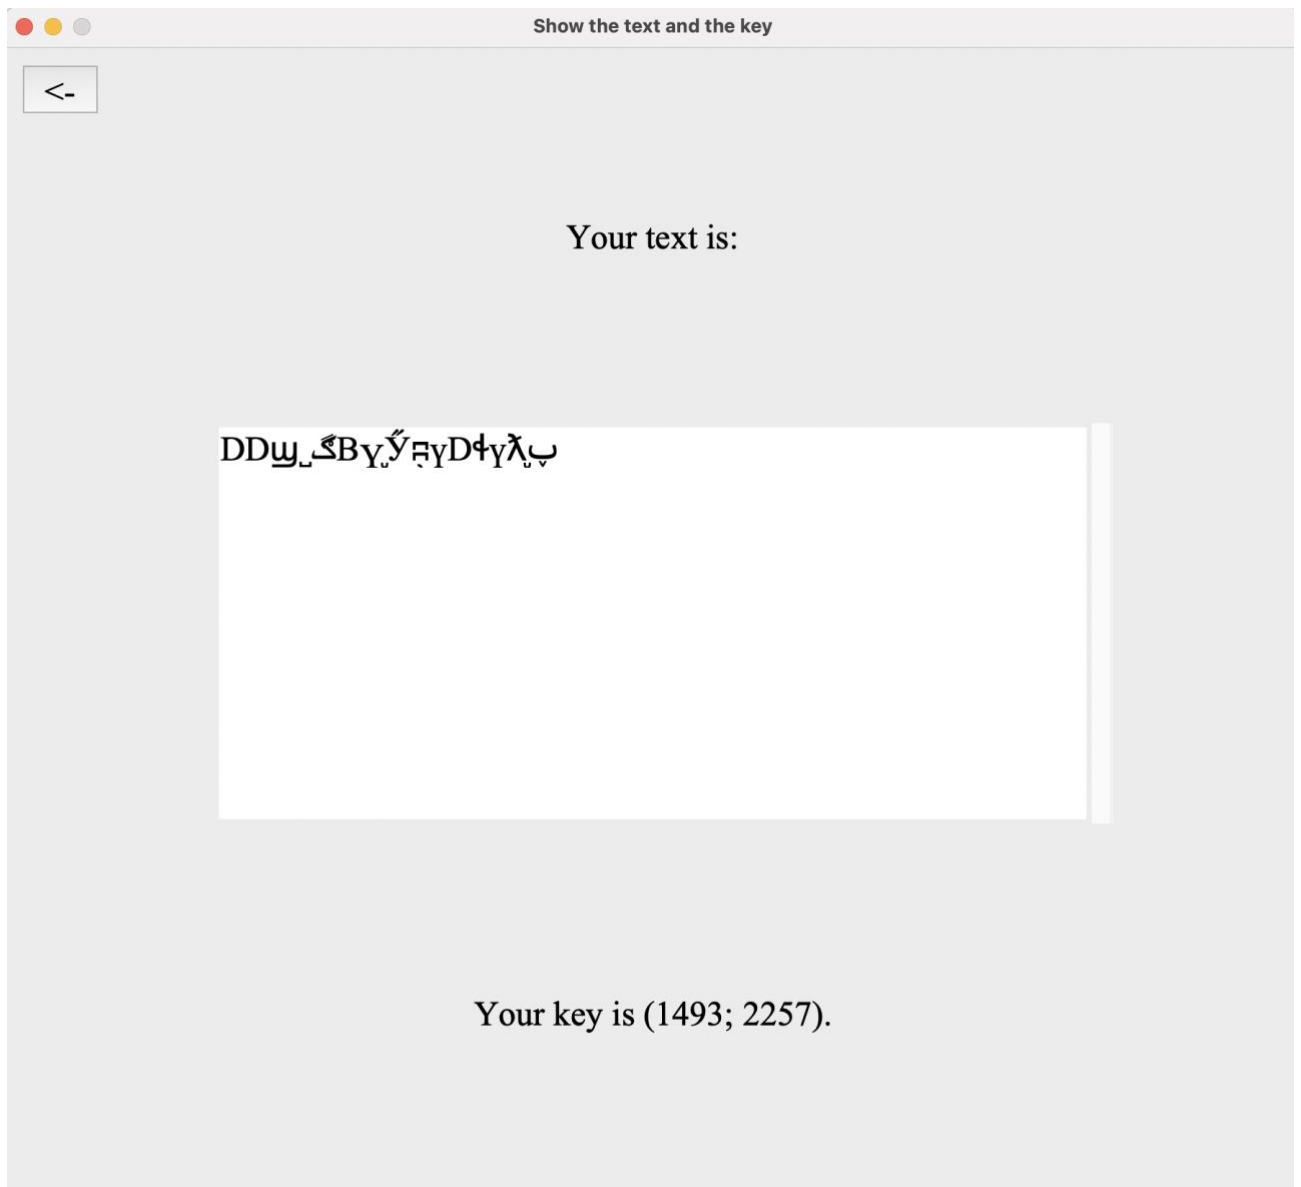 Show the text and the key
<-
Your text is:
Your key is (1493; 2257).